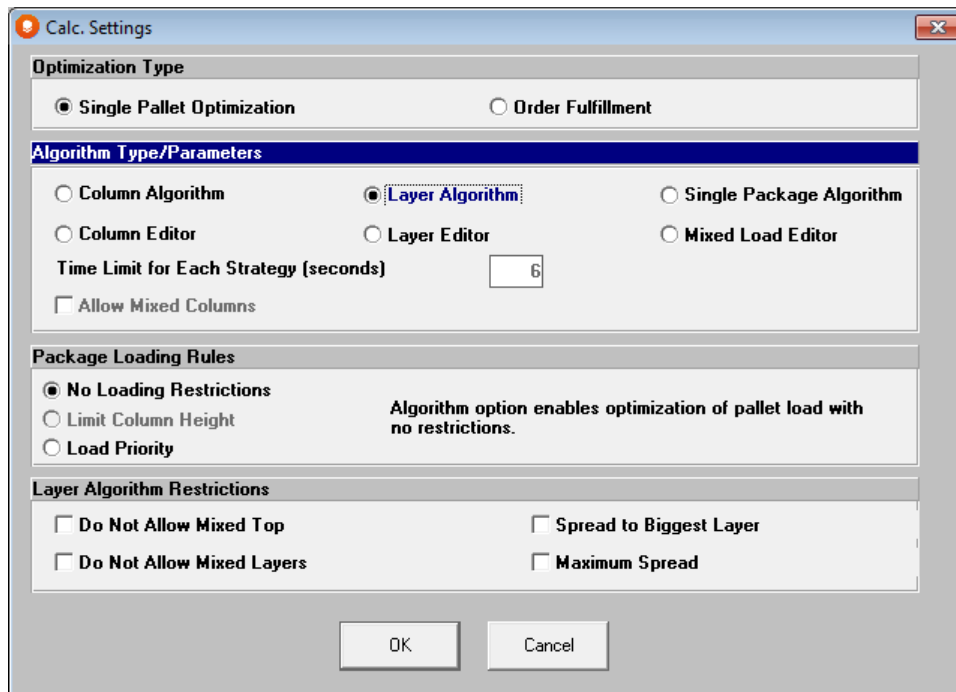 Calc. Settings
Optimization Type
Single Pallet Optimization Order Fulfillment
Algorithm Type/Parameters
Column Algorithm Layer Algorithm Single Package Algorithm
Column Editor Layer Editor Mixed Load Editor
Time Limit for Each Strategy (seconds) 6
Allow Mixed Columns
Package Loading Rules
No Loading Restrictions
Limit Column Height
Load Priority
Algorithm option enables optimization of pallet load with
no restrictions.
Layer Algorithm Restrictions
Do Not Allow Mixed Top Spread to Biggest Layer
Do Not Allow Mixed Layers Maximum Spread
OK Cancel